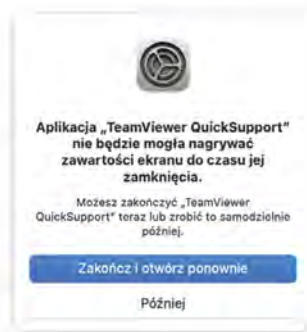 Aplikacja „TeamViewer QuickSupport”
nie będzie mogła nagrywać
zawartości ekranu do czasu jej
zamknięcia.
Możesz zakończyć „TeamViewer
QuickSupport” teraz lub zrobić to samodzielnie
później.
Zakończ i otwórz ponownie
Później